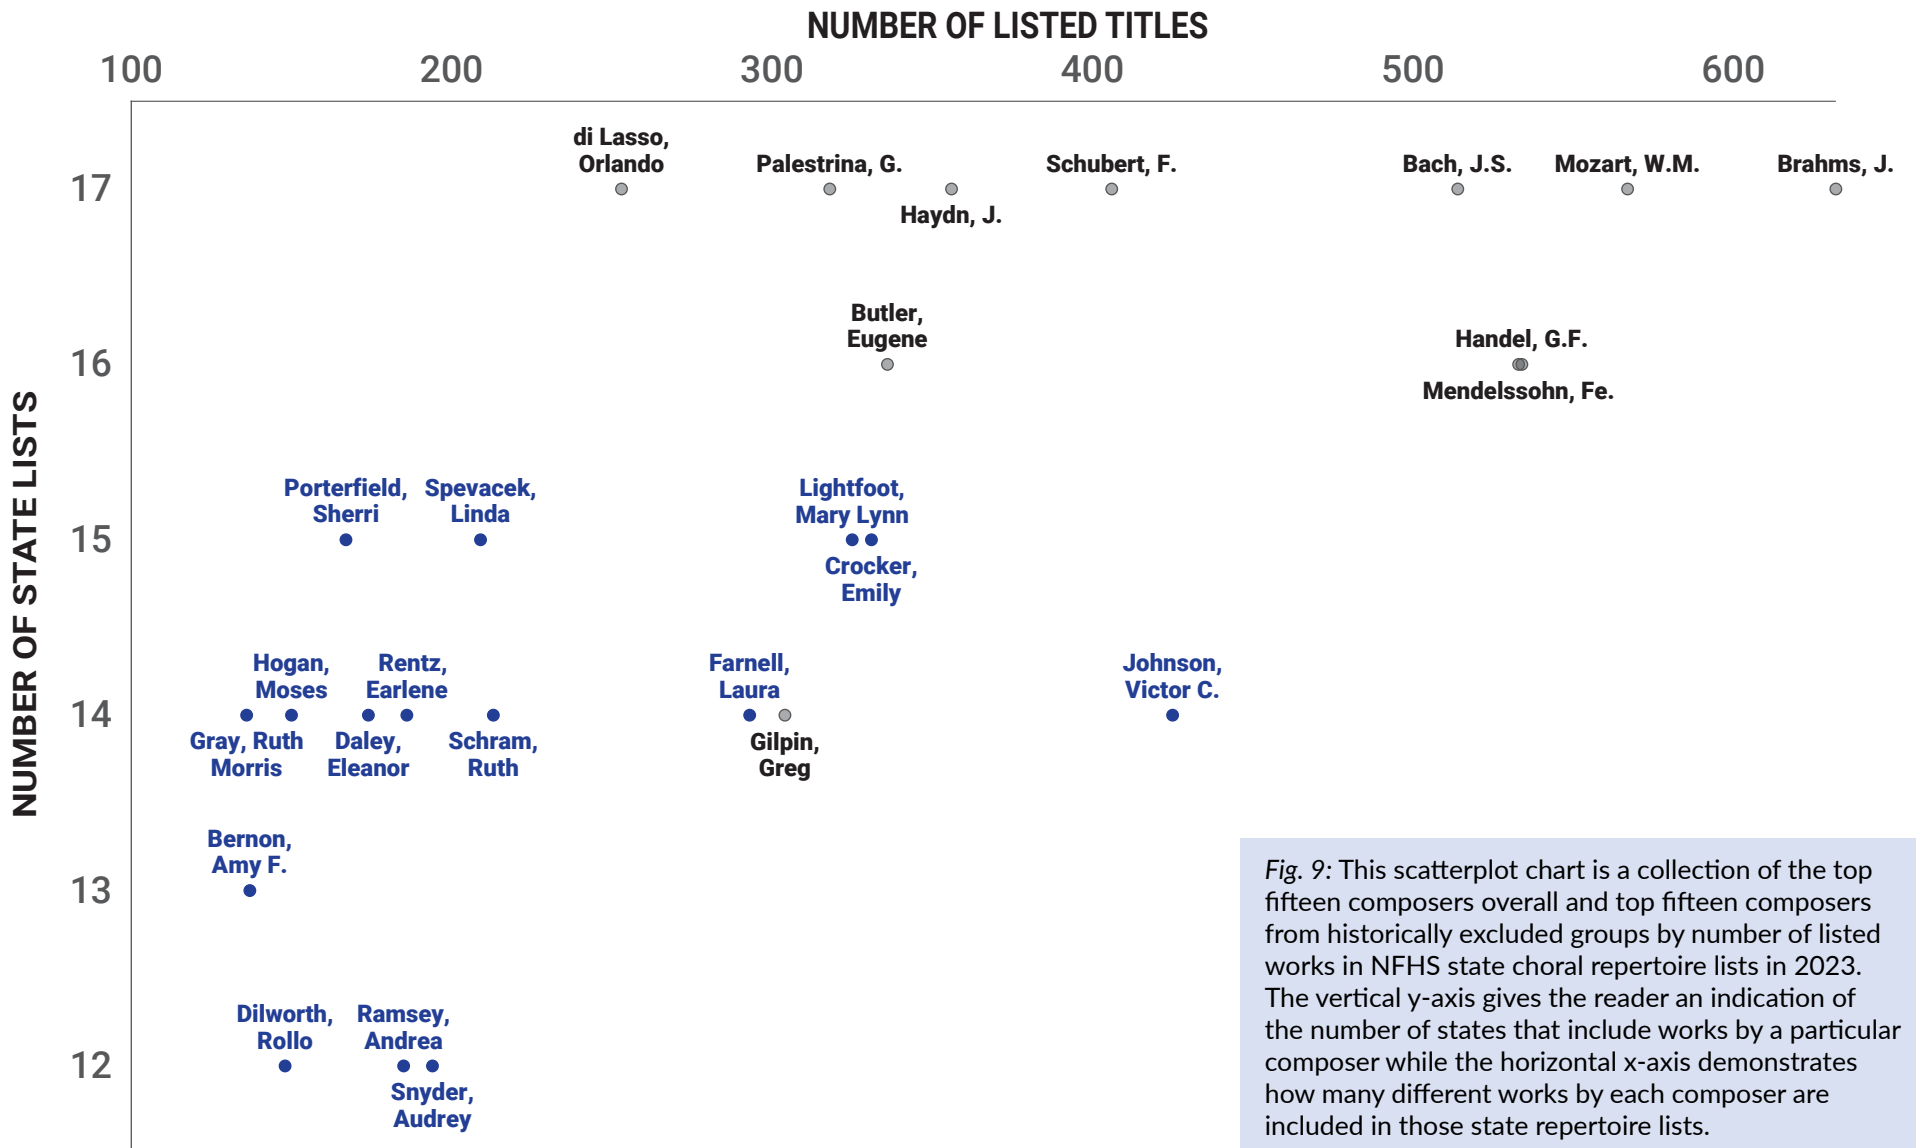 NUMBER OF LISTED TITLES
100 200 300 400 500 600
di Lasso,
Orlando
Palestrina, G.
Haydn, J.
Schubert, F.
Bach, J.S.
Mozart, W.M.
Brahms, J.
17
Butler,
Eugene
Handel, G.F.
Mendelssohn, Fe.
16
NUMBER OF STATE LISTS
Porterfield,
Sherri
Spevacek,
Linda
Lightfoot,
Mary Lynn
Crocker,
Emily
15
Hogan,
Moses
Rentz,
Earlene
Farnell,
Laura
Johnson,
Victor C.
14
Gray, Ruth
Morris
Daley,
Eleanor
Schram,
Ruth
Gilpin,
Greg
Bernon,
Amy F.
13
Dilworth,
Rollo
Ramsey,
Andrea
12
Snyder,
Audrey
Fig. 9: This scatterplot chart is a collection of the top
fifteen composers overall and top fifteen composers
from historically excluded groups by number of listed
works in NFHS state choral repertoire lists in 2023.
The vertical y-axis gives the reader an indication of
the number of states that include works by a particular
composer while the horizontal x-axis demonstrates
how many different works by each composer are
included in those state repertoire lists.